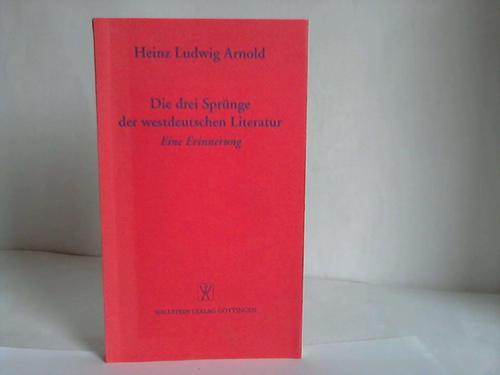 Heinz Ludwig Arnold
Die drei Sprünge
der westdeutschen Literatur
Eine Erinnerung
WALLSTEIN VERLAG GÖTTINGEN